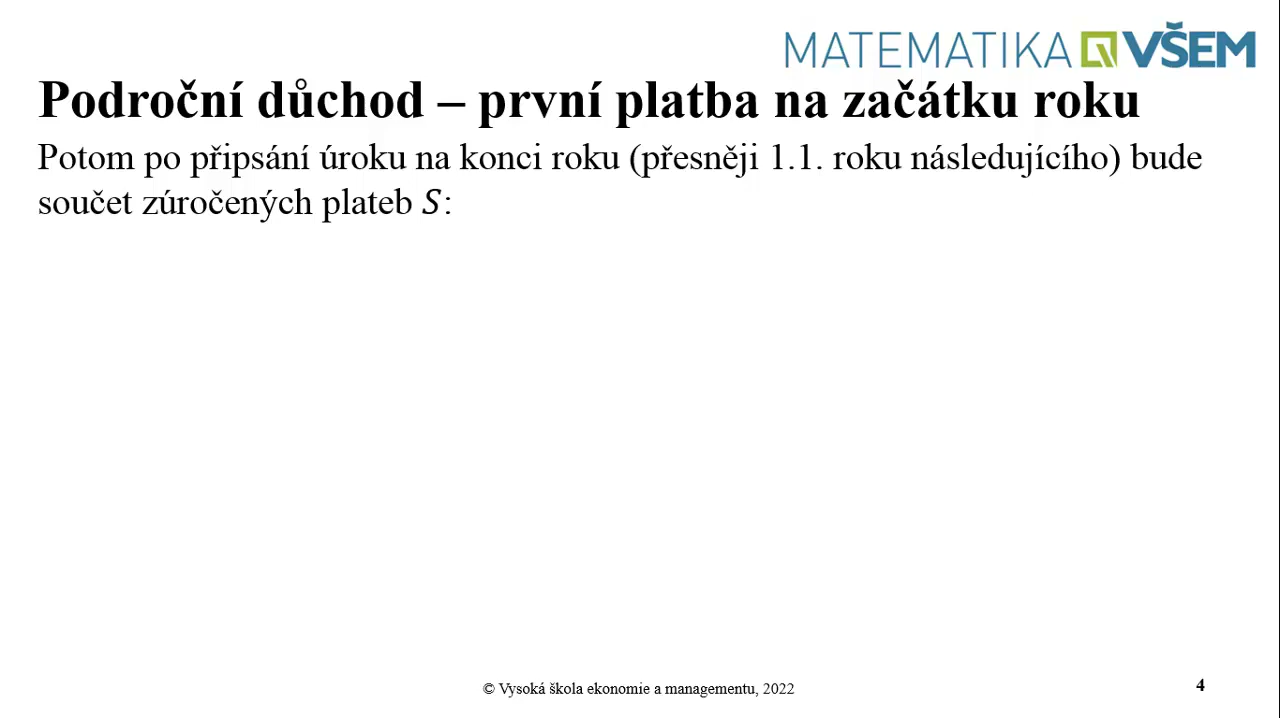 MATEMATIKA VŠEM
Područní důchod – první platba na začátku roku
Potom po připsání úroku na konci roku (přesněji 1.1. roku následujícího) bude
součet zúročených plateb S:
© Vysoká škola ekonomie a managementu, 2022
4